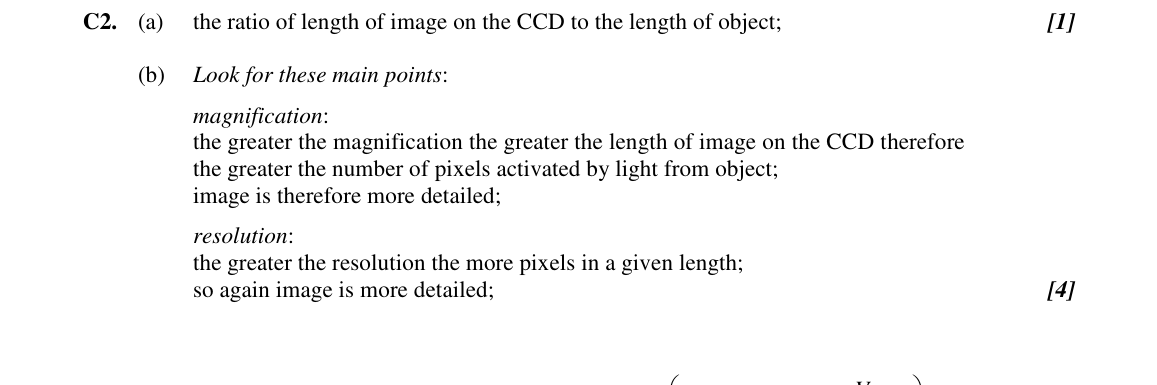 C2. (a) the ratio of length of image on the CCD to the length of object; [1]
(b) Look for these main points:
magnification:
the greater the magnification the greater the length of image on the CCD therefore
the greater the number of pixels activated by light from object;
image is therefore more detailed;
resolution:
the greater the resolution the more pixels in a given length;
so again image is more detailed; [4]